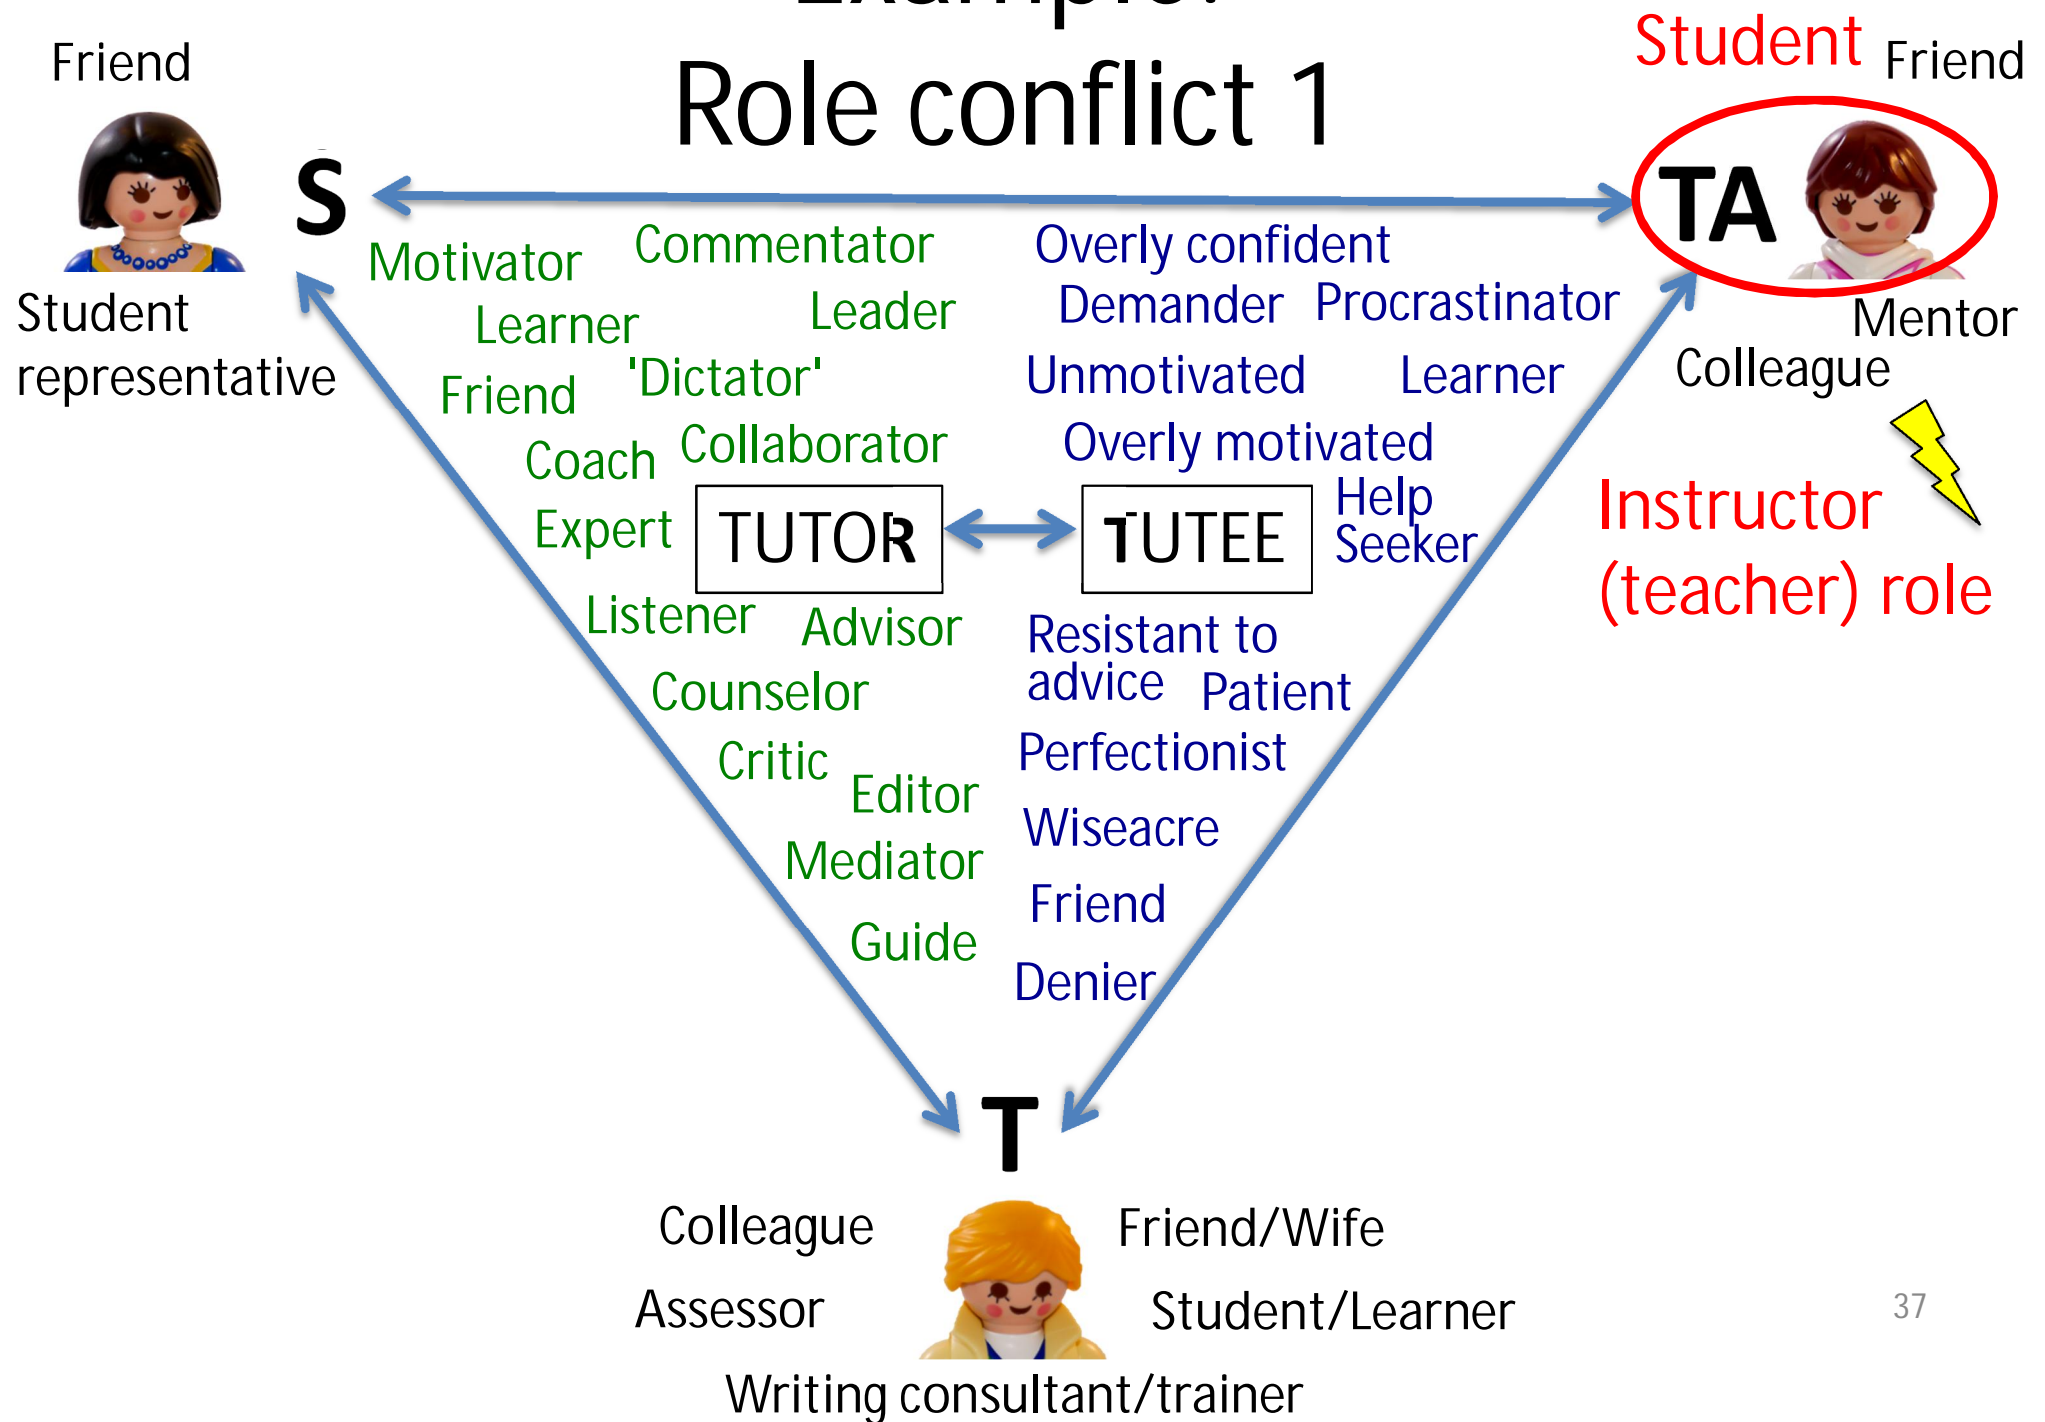 Example:
Role conflict 1
Friend
S
Student
representative
Student Friend
TA
Mentor
Colleague
Instructor
(teacher) role
Motivator
Commentator
Learner
Leader
Friend
'Dictator'
Coach
Collaborator
Expert
TUTOR
Listener
Advisor
Counselor
Critic
Editor
Mediator
Guide
Overly confident
Demander
Procrastinator
Unmotivated
Learner
Overly motivated
TUTEE
Help
Seeker
Resistant to
advice
Patient
Perfectionist
Wiseacre
Friend
Denier
T
Colleague
Friend/Wife
Assessor
Student/Learner
Writing consultant/trainer
37